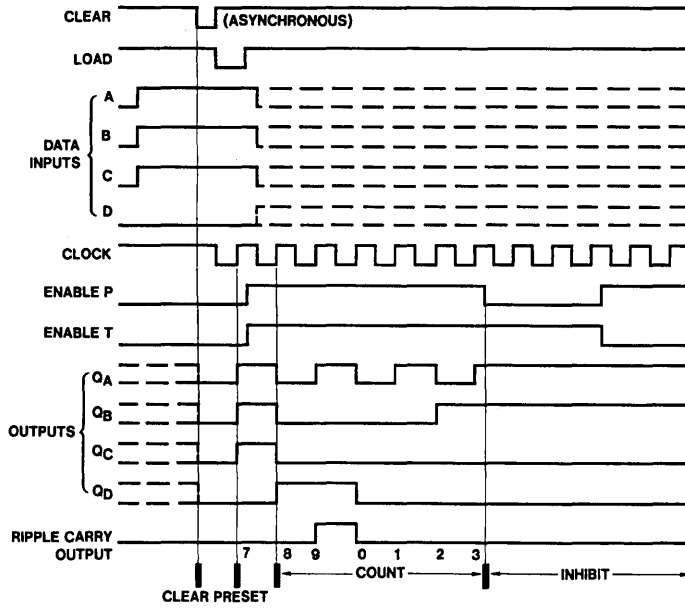 CLEAR
(ASYNCHRONOUS)
LOAD
A
B
DATA
INPUTS
C
D
CLOCK
ENABLE P
ENABLE T
QA
QB
OUTPUTS
QC
QD
RIPPLE CARRY
OUTPUT
7 8 9 0 1 2 3
COUNT
INHIBIT
CLEAR PRESET